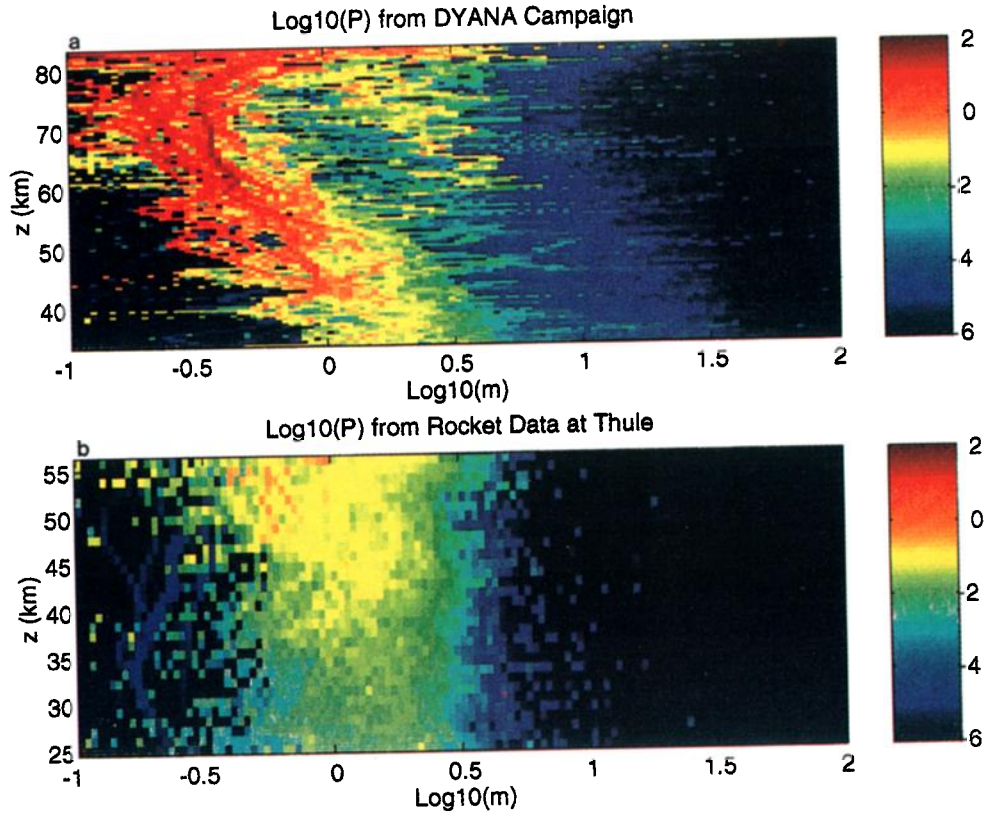 Log10(P) from DYANA Campaign
a
80
70
60
50
40
z (km)
-1 -0.5 0 0.5 1 1.5 2
Log10(m)
2
0
-2
-4
-6
Log10(P) from Rocket Data at Thule
b
55
50
45
40
35
30
25
z (km)
-1 -0.5 0 0.5 1 1.5 2
Log10(m)
2
0
-2
-4
-6